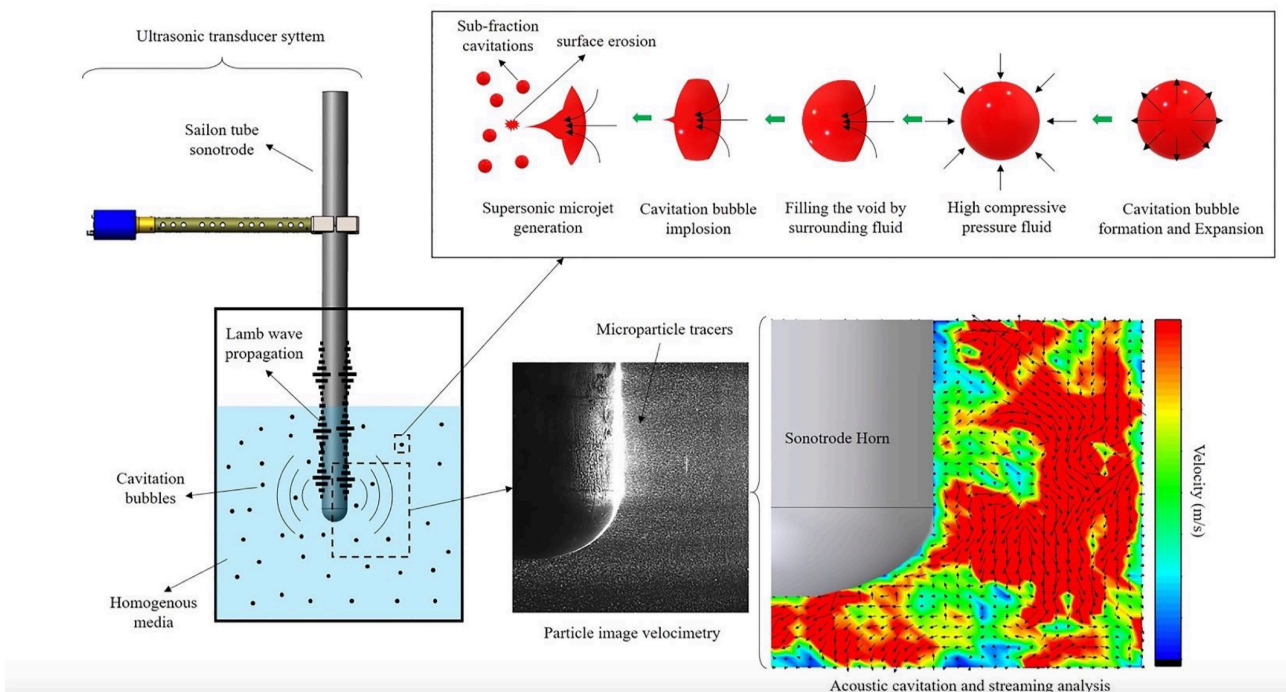 Ultrasonic transducer syttem
Sailon tube
sonotrode
Lamb wave
propagation
Cavitation
bubbles
Homogenous
media
Sub-fraction
cavitations
surface erosion
Supersonic microjet
generation
Cavitation bubble
implosion
Filling the void by
surrounding fluid
High compressive
pressure fluid
Cavitation bubble
formation and Expansion
Microparticle tracers
Particle image velocimetry
Sonotrode Horn
Velocity (m/s)
Acoustic cavitation and streaming analysis